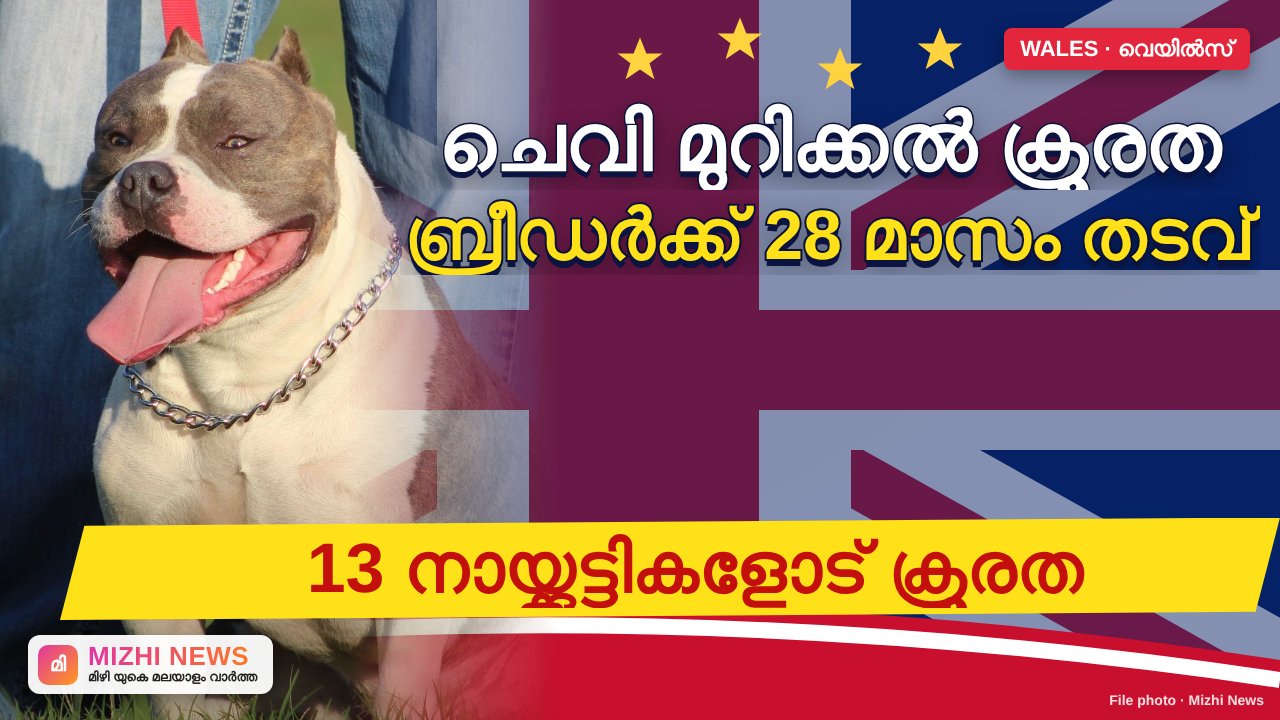 WALES · വെയിൽസ്
ചെവി മുറിക്കൽ ക്രൂരത
ബ്രീഡർക്ക് 28 മാസം തടവ്
13 നായ്ക്കുട്ടികളോട് ക്രൂരത
മി
MIZHI NEWS
മിഴി യുകെ മലയാളം വാർത്ത
File photo · Mizhi News